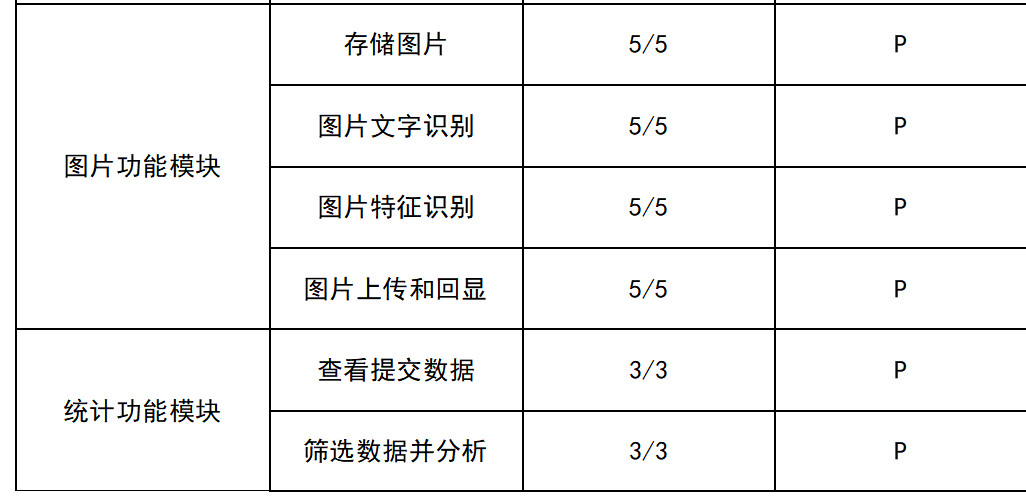 图片功能模块
存储图片 5/5 P
图片文字识别 5/5 P
图片特征识别 5/5 P
图片上传和回显 5/5 P
统计功能模块
查看提交数据 3/3 P
筛选数据并分析 3/3 P